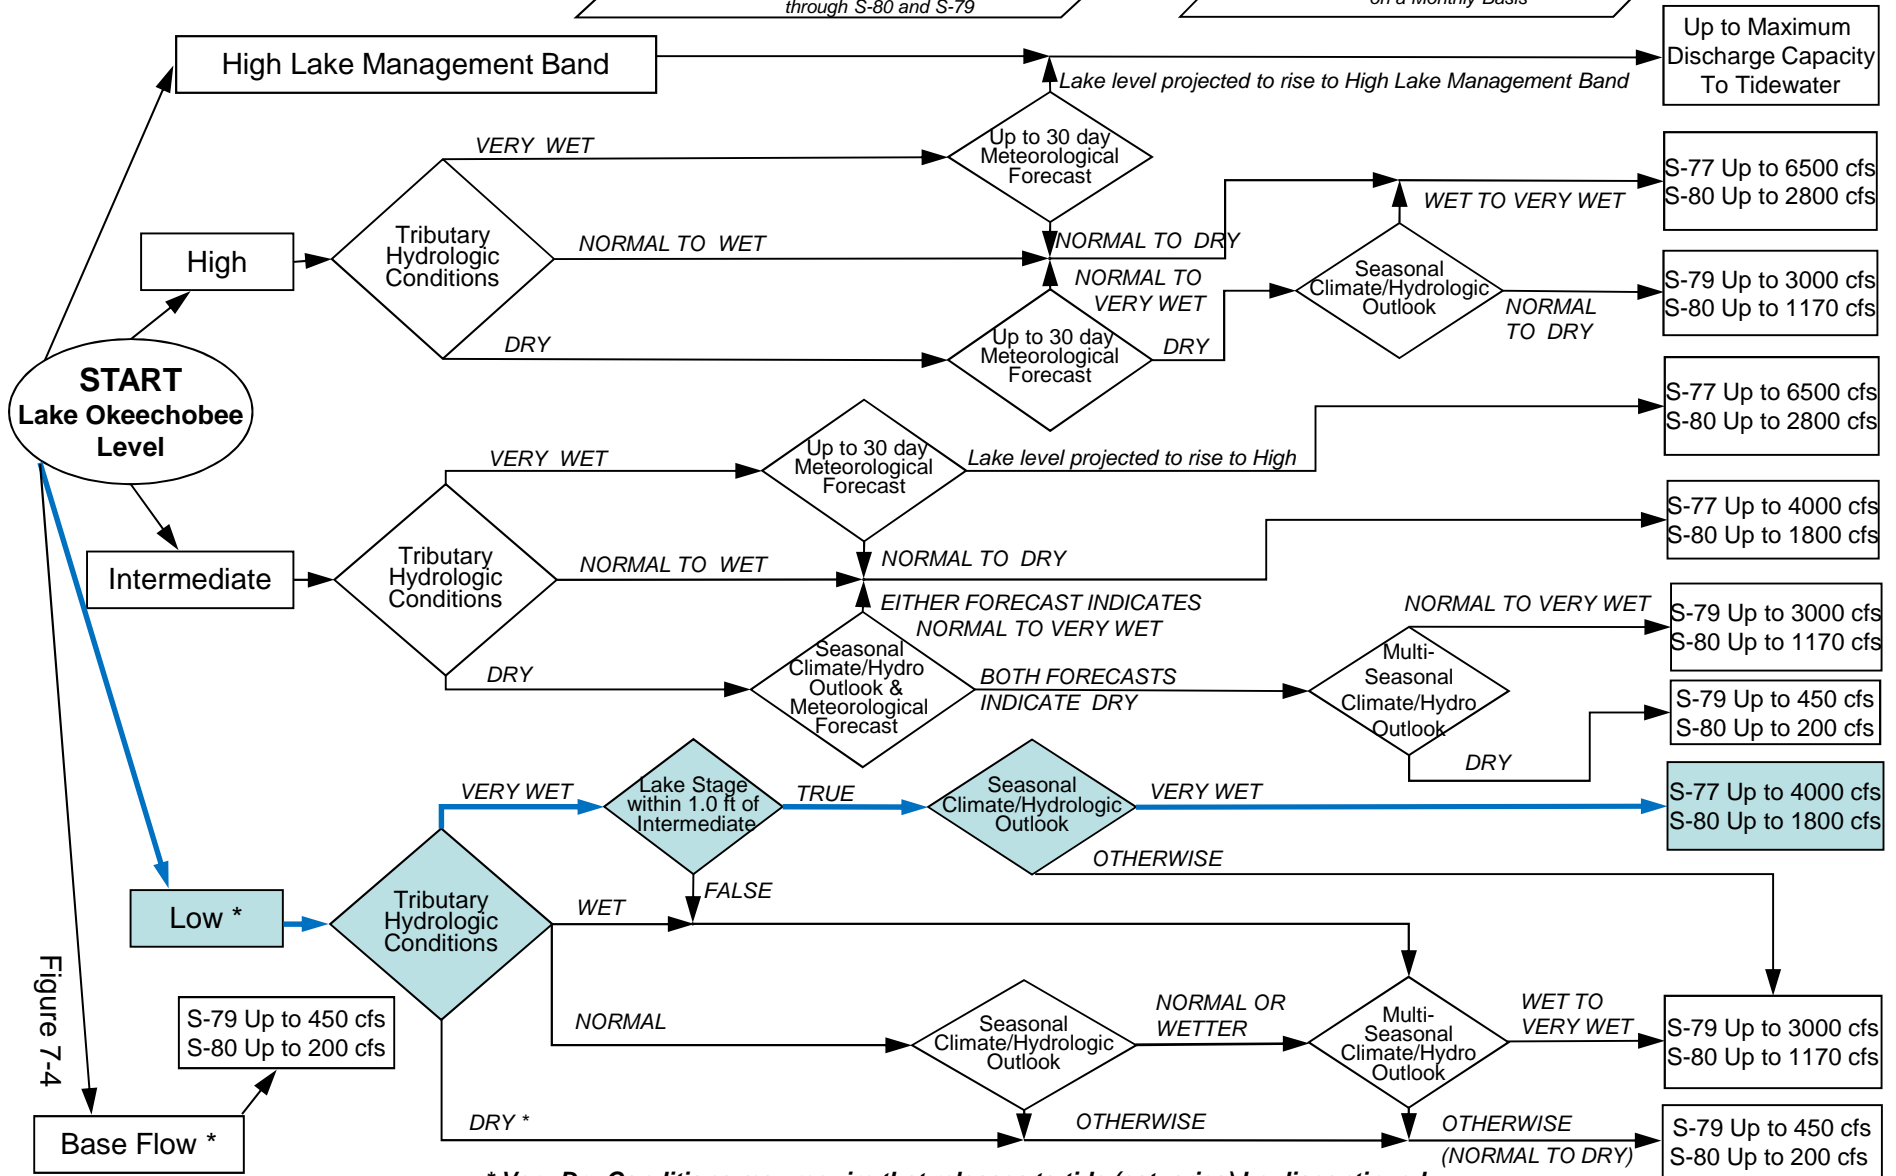 through S-80 and S-79
on a Monthly Basis
High Lake Management Band
Lake level projected to rise to High Lake Management Band
Up to Maximum
Discharge Capacity
To Tidewater
VERY WET
Up to 30 day
Meteorological
Forecast
S-77 Up to 6500 cfs
S-80 Up to 2800 cfs
WET TO VERY WET
High
Tributary
Hydrologic
Conditions
NORMAL TO WET
NORMAL TO DRY
NORMAL TO
VERY WET
Seasonal
Climate/Hydrologic
Outlook
NORMAL
TO DRY
S-79 Up to 3000 cfs
S-80 Up to 1170 cfs
DRY
Up to 30 day
Meteorological
Forecast
DRY
START
Lake Okeechobee
Level
S-77 Up to 6500 cfs
S-80 Up to 2800 cfs
VERY WET
Up to 30 day
Meteorological
Forecast
Lake level projected to rise to High
S-77 Up to 4000 cfs
S-80 Up to 1800 cfs
Intermediate
Tributary
Hydrologic
Conditions
NORMAL TO WET
NORMAL TO DRY
EITHER FORECAST INDICATES
NORMAL TO VERY WET
NORMAL TO VERY WET
S-79 Up to 3000 cfs
S-80 Up to 1170 cfs
DRY
Seasonal
Climate/Hydro
Outlook &
Meteorological
Forecast
BOTH FORECASTS
INDICATE DRY
Multi-
Seasonal
Climate/Hydro
Outlook
DRY
S-79 Up to 450 cfs
S-80 Up to 200 cfs
VERY WET
Lake Stage
within 1.0 ft of
Intermediate
TRUE
Seasonal
Climate/Hydrologic
Outlook
VERY WET
S-77 Up to 4000 cfs
S-80 Up to 1800 cfs
OTHERWISE
FALSE
Low *
Tributary
Hydrologic
Conditions
WET
NORMAL
Seasonal
Climate/Hydrologic
Outlook
NORMAL OR
WETTER
Multi-
Seasonal
Climate/Hydro
Outlook
WET TO
VERY WET
S-79 Up to 3000 cfs
S-80 Up to 1170 cfs
Figure 7-4
S-79 Up to 450 cfs
S-80 Up to 200 cfs
Base Flow *
DRY *
OTHERWISE
OTHERWISE
(NORMAL TO DRY)
S-79 Up to 450 cfs
S-80 Up to 200 cfs